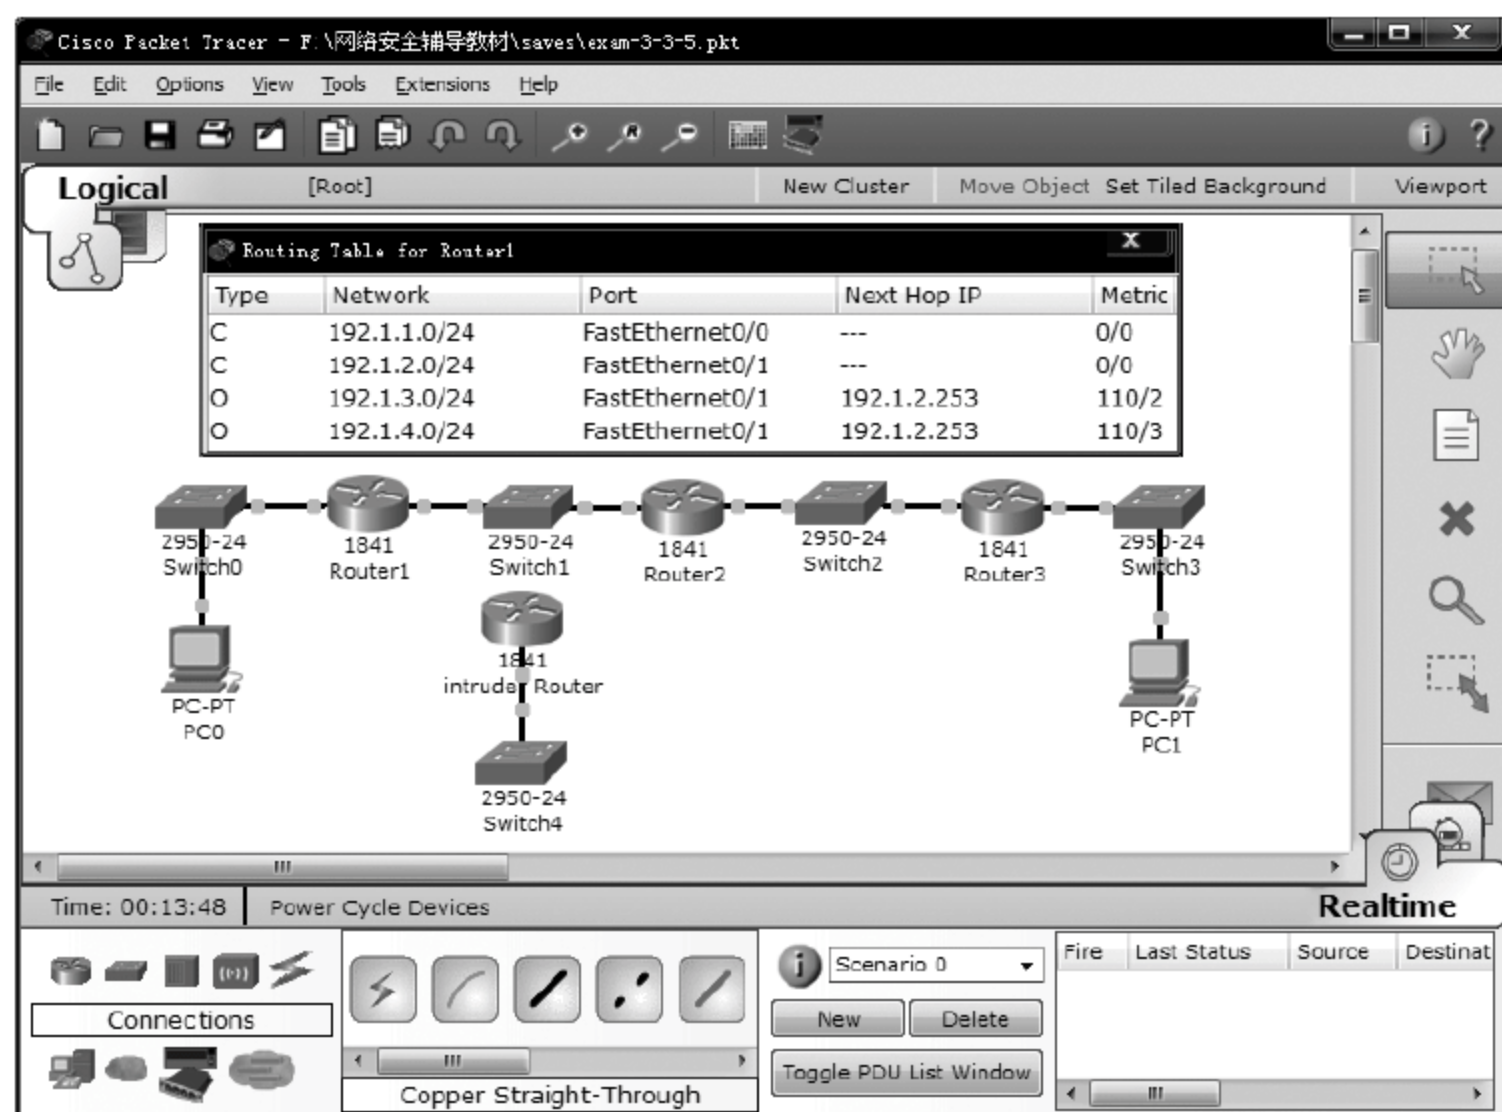 Cisco Packet Tracer - F:\网络安全辅导教材\saves\exam-3-3-5.pkt
File Edit Options View Tools Extensions Help
Logical [Root] New Cluster Move Object Set Tiled Background Viewport
Routing Table for Router1
Type Network Port Next Hop IP Metric
C 192.1.1.0/24 FastEthernet0/0 --- 0/0
C 192.1.2.0/24 FastEthernet0/1 --- 0/0
O 192.1.3.0/24 FastEthernet0/1 192.1.2.253 110/2
O 192.1.4.0/24 FastEthernet0/1 192.1.2.253 110/3
2950-24
Switch0
1841
Router1
2950-24
Switch1
1841
Router2
2950-24
Switch2
1841
Router3
2950-24
Switch3
1841
intruder Router
PC-PT
PC0
PC-PT
PC1
2950-24
Switch4
Time: 00:13:48 Power Cycle Devices Realtime
Connections
Copper Straight-Through
Scenario 0
New Delete
Toggle PDU List Window
Fire Last Status Source Destinat